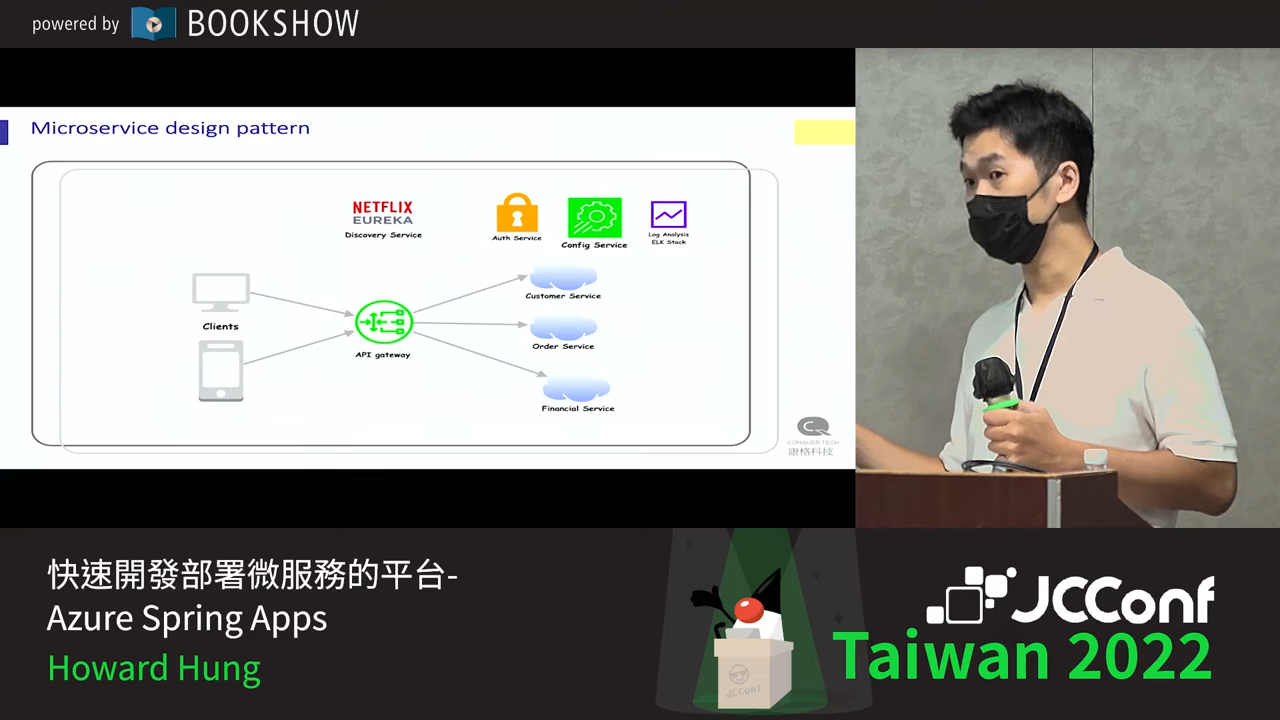 powered by BOOKSHOW
Microservice design pattern
NETFLIX
EUREKA
Discovery Service
Auth Service
Config Service
Log Analysis
ELK Stack
Clients
API gateway
Customer Service
Order Service
Financial Service
CQ
CONQUER TECH
康格科技
快速開發部署微服務的平台-
Azure Spring Apps
Howard Hung
JCConf
JCConf
Taiwan 2022